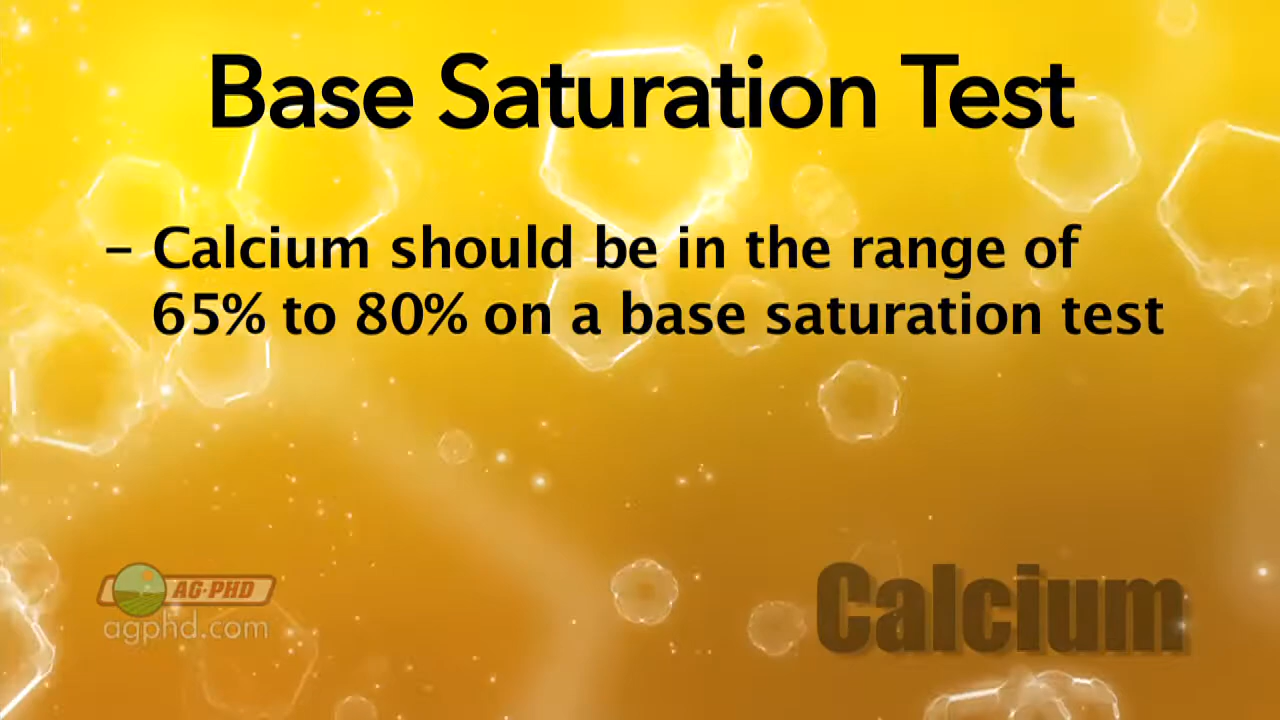 Base Saturation Test
– Calcium should be in the range of
65% to 80% on a base saturation test
AG·PHD
agphd.com
Calcium